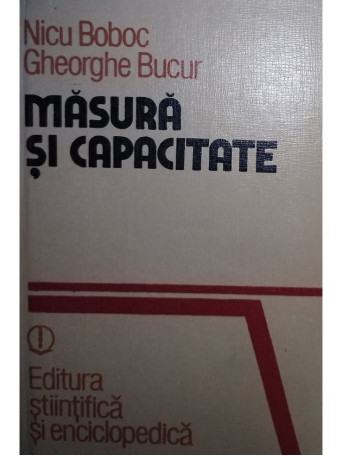 Nicu Boboc
Gheorghe Bucur
MĂSURĂ
ȘI CAPACITATE
Editura
științifică
și enciclopedică